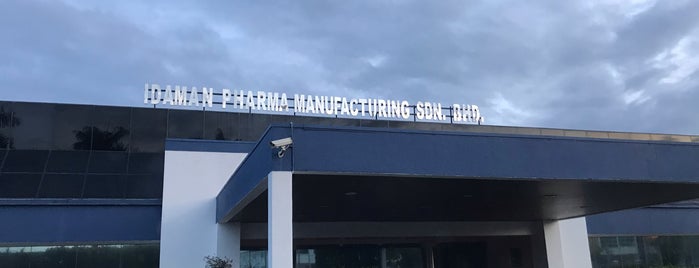 IDAMAN PHARMA MANUFACTURING SDN. BHD.